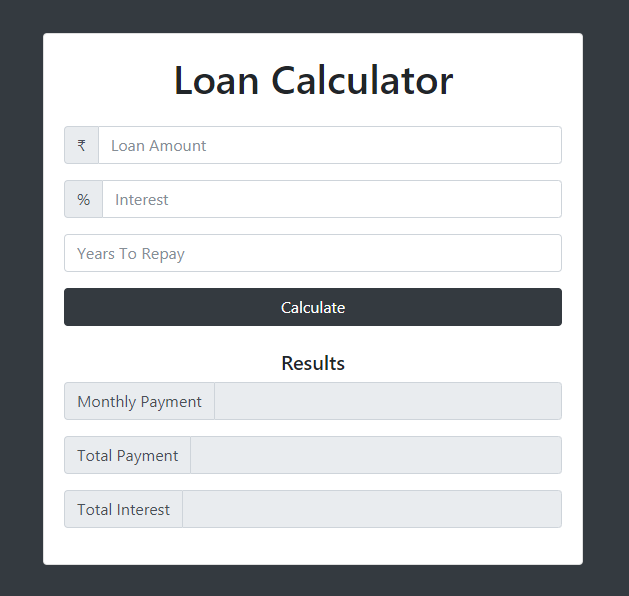 Loan Calculator
₹ Loan Amount
% Interest
Years To Repay
Calculate
Results
Monthly Payment
Total Payment
Total Interest